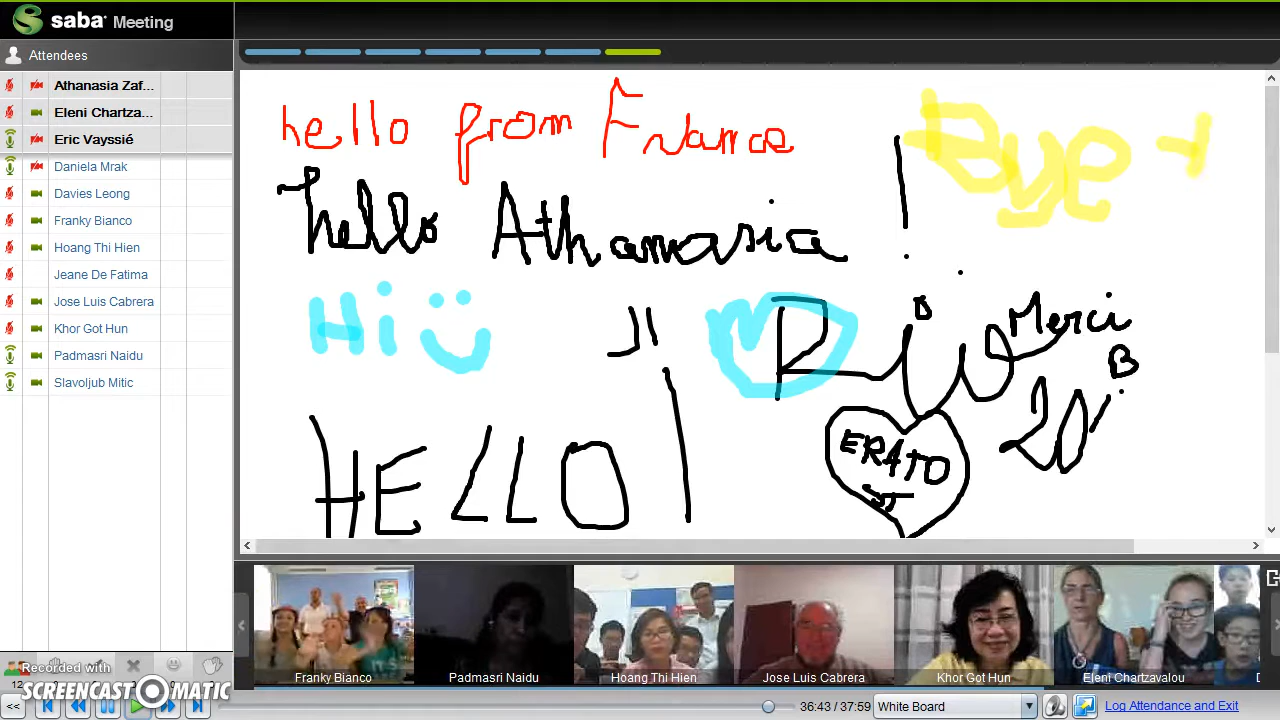 saba Meeting
Attendees
Athanasia Zaf...
Eleni Chartza...
Eric Vayssié
Daniela Mrak
Davies Leong
Franky Bianco
Hoang Thi Hien
Jeane De Fatima
Jose Luis Cabrera
Khor Got Hun
Padmasri Naidu
Slavoljub Mitic
hello from France
Bye
hello Athanasia !
Hi
Merci
HELLO !
ERATO
Franky Bianco
Padmasri Naidu
Hoang Thi Hien
Jose Luis Cabrera
Khor Got Hun
Eleni Chartzavalou
D
Recorded with
SCREENCAST MATIC
<<
36:43 / 37:59
White Board
Log Attendance and Exit